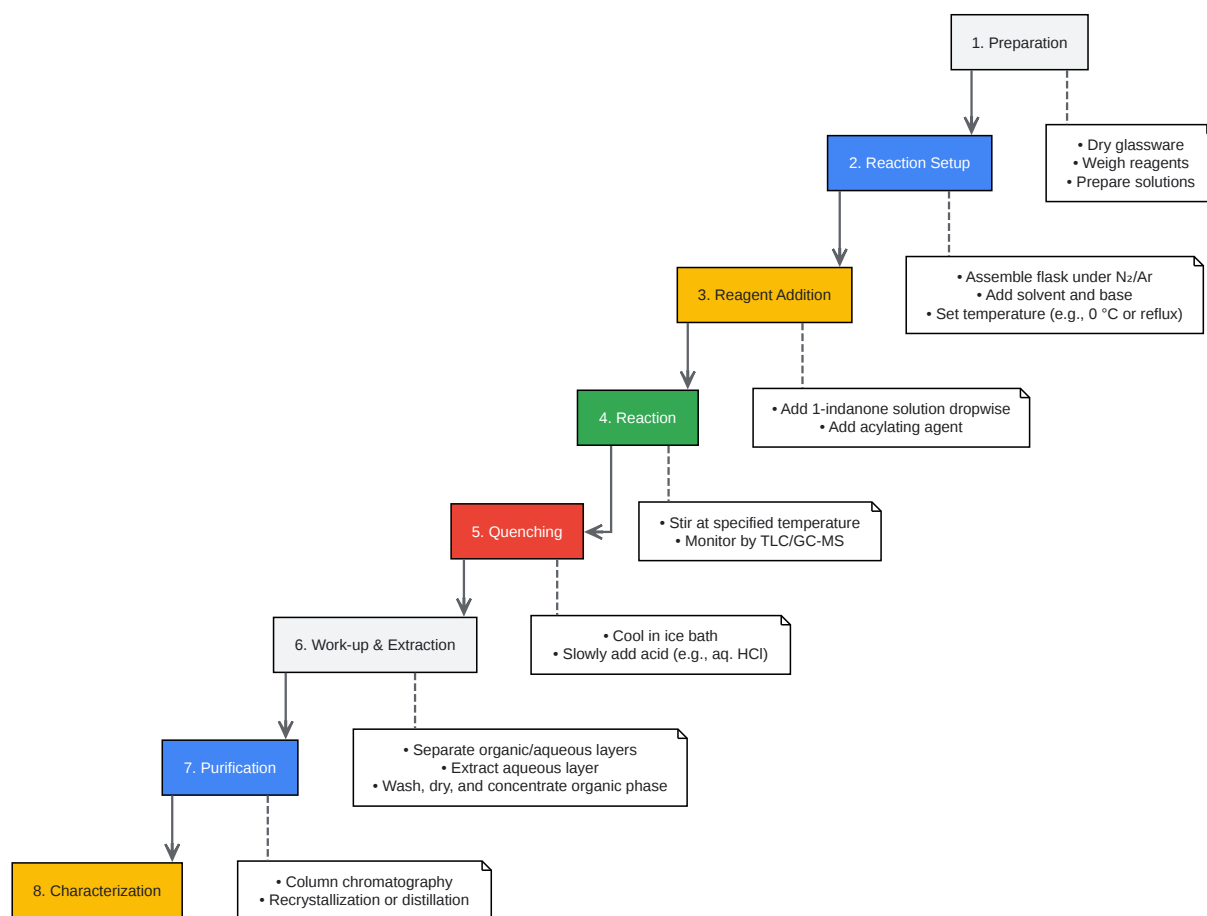 1. Preparation
• Dry glassware
• Weigh reagents
• Prepare solutions
2. Reaction Setup
• Assemble flask under N₂/Ar
• Add solvent and base
• Set temperature (e.g., 0 °C or reflux)
3. Reagent Addition
• Add 1-indanone solution dropwise
• Add acylating agent
4. Reaction
• Stir at specified temperature
• Monitor by TLC/GC-MS
5. Quenching
• Cool in ice bath
• Slowly add acid (e.g., aq. HCl)
6. Work-up & Extraction
• Separate organic/aqueous layers
• Extract aqueous layer
• Wash, dry, and concentrate organic phase
7. Purification
• Column chromatography
• Recrystallization or distillation
8. Characterization